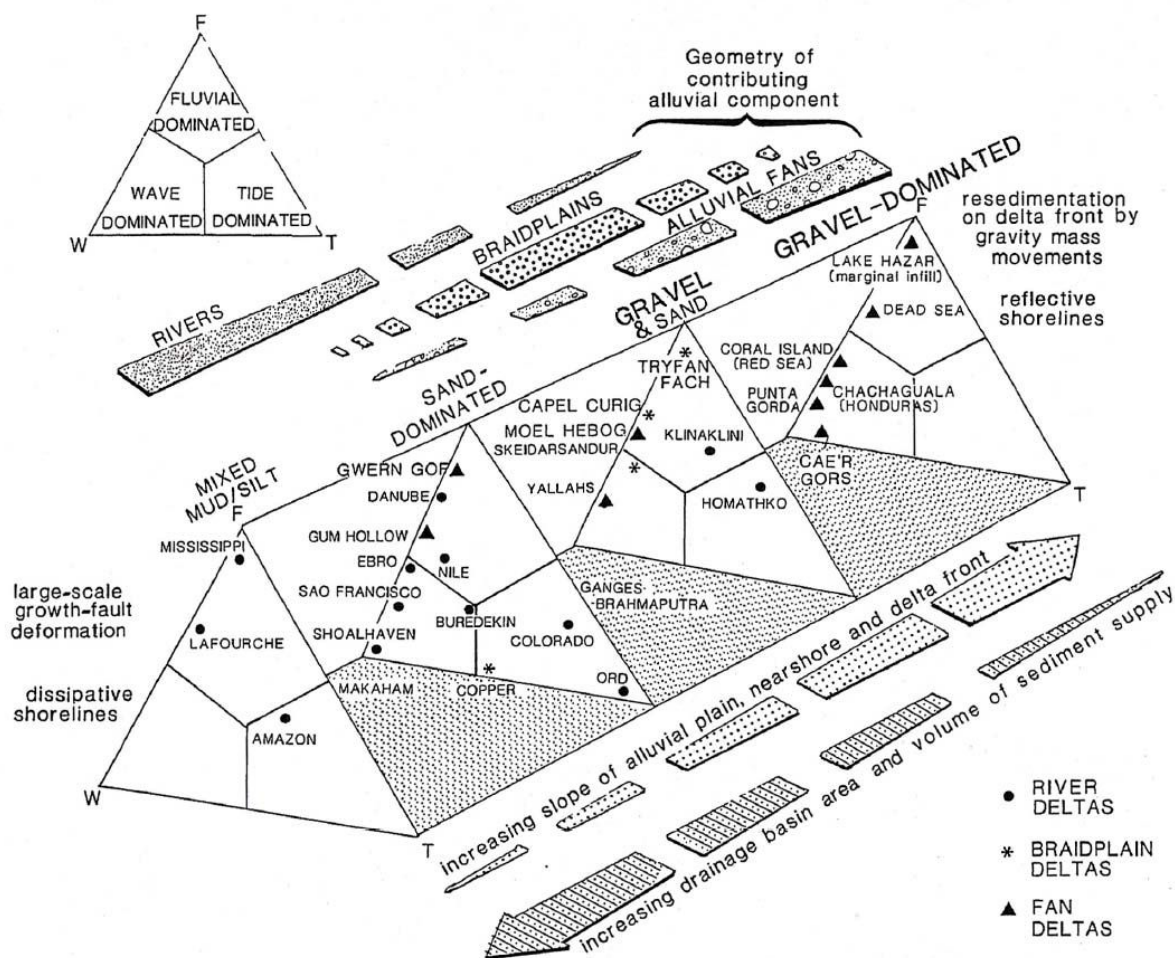 F
FLUVIAL
DOMINATED
WAVE
DOMINATED
TIDE
DOMINATED
W
T
Geometry of
contributing
alluvial component
RIVERS
BRAIDPLAINS
ALLUVIAL FANS
MIXED
MUD/SILT
SAND-
DOMINATED
GRAVEL
& SAND
GRAVEL-DOMINATED
resedimentation
on delta front by
gravity mass
movements
reflective
shorelines
large-scale
growth-fault
deformation
dissipative
shorelines
F
MISSISSIPPI
LAFOURCHE
AMAZON
W
T
GWERN GOF
DANUBE
GUM HOLLOW
EBRO
NILE
SAO FRANCISCO
BUREDEKIN
SHOALHAVEN
COLORADO
MAKAHAM
COPPER
ORD
TRYFAN
FACH
CAPEL CURIG
MOEL HEBOG
SKEIDARSANDUR
KLINAKLINI
YALLAHS
HOMATHKO
GANGES-
BRAHMAPUTRA
F
LAKE HAZAR
(marginal infill)
DEAD SEA
CORAL ISLAND
(RED SEA)
PUNTA
GORDA
CHACHAGUALA
(HONDURAS)
CAE'R
GORS
T
increasing slope of alluvial plain, nearshore and delta front
increasing drainage basin area and volume of sediment supply
RIVER
DELTAS
BRAIDPLAIN
DELTAS
FAN
DELTAS